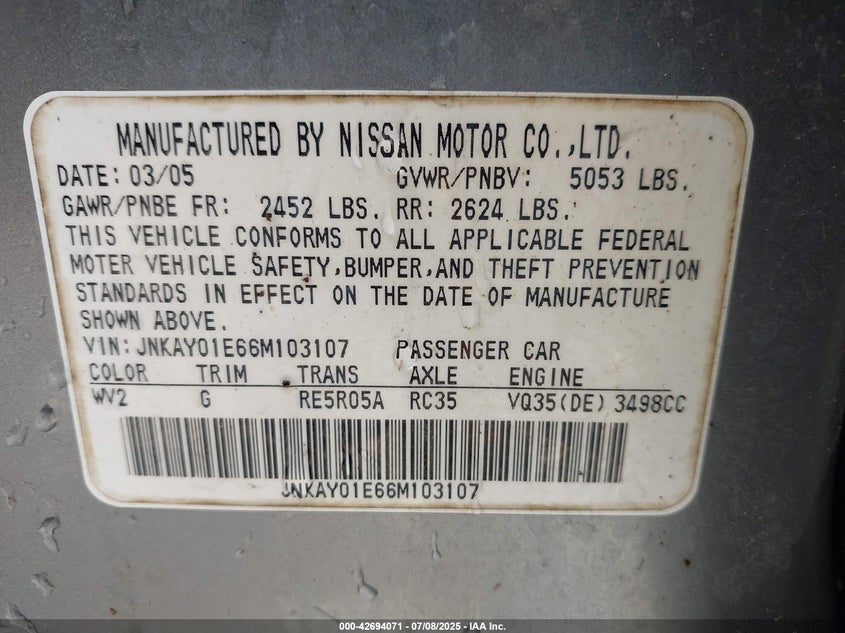 MANUFACTURED BY NISSAN MOTOR CO.,LTD.
DATE: 03/05 GVWR/PNBV: 5053 LBS.
GAWR/PNBE FR: 2452 LBS. RR: 2624 LBS.
THIS VEHICLE CONFORMS TO ALL APPLICABLE FEDERAL
MOTER VEHICLE SAFETY,BUMPER,AND THEFT PREVENTION
STANDARDS IN EFFECT ON THE DATE OF MANUFACTURE
SHOWN ABOVE.
VIN: JNKAY01E66M103107 PASSENGER CAR
COLOR TRIM TRANS AXLE ENGINE
WV2 G RE5R05A RC35 VQ35(DE) 3498CC
JNKAY01E66M103107
000-42694071 - 07/08/2025 - IAA Inc.